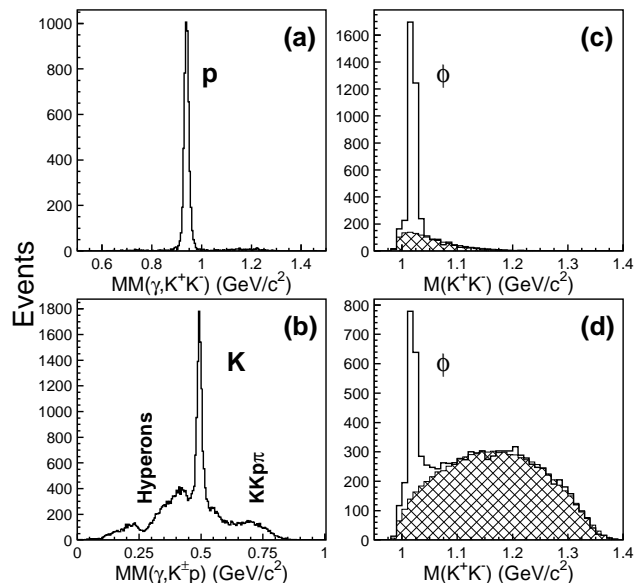 Events
(a)
p
1000
800
600
400
200
0
0.6 0.8 1 1.2 1.4
MM(γ,K⁺K⁻) (GeV/c²)
(c)
ϕ
1600
1400
1200
1000
800
600
400
200
0
1 1.1 1.2 1.3 1.4
M(K⁺K⁻) (GeV/c²)
(b)
K
Hyperons
KKpπ
1800
1600
1400
1200
1000
800
600
400
200
0
0 0.25 0.5 0.75 1
MM(γ,K±p) (GeV/c²)
(d)
ϕ
800
700
600
500
400
300
200
100
0
1 1.1 1.2 1.3 1.4
M(K⁺K⁻) (GeV/c²)